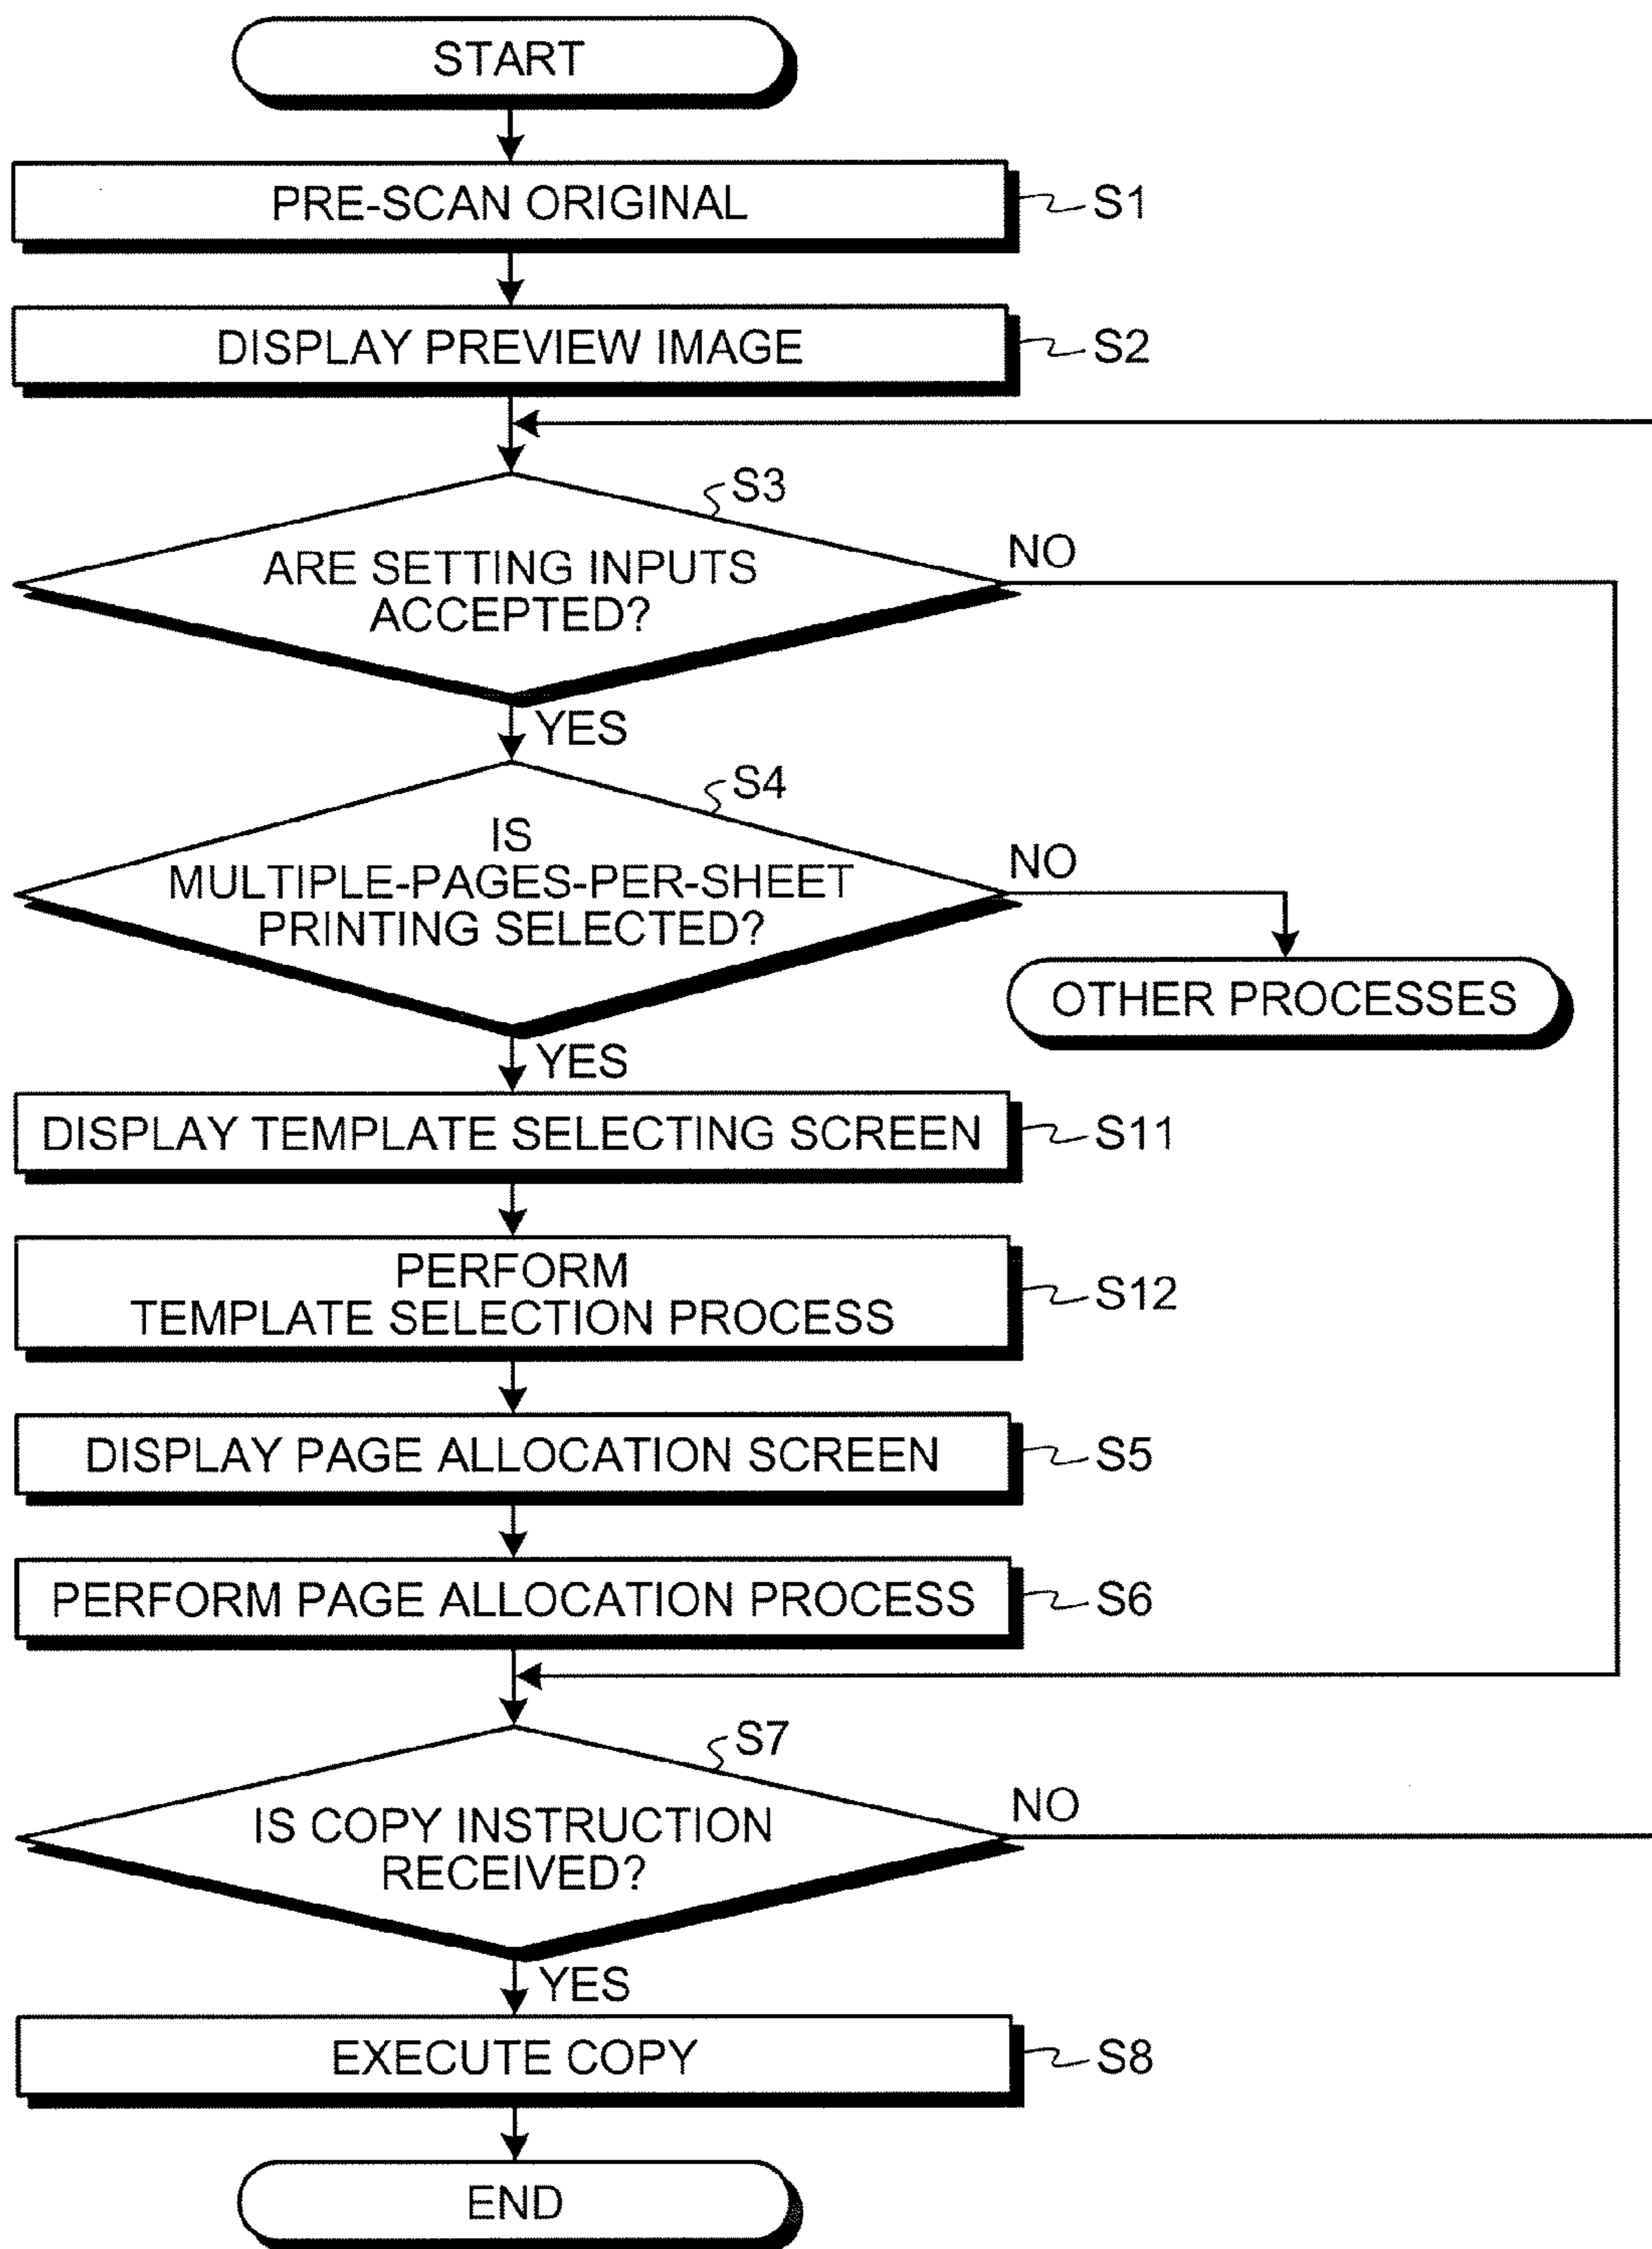 START
PRE-SCAN ORIGINAL
S1
DISPLAY PREVIEW IMAGE
S2
S3
ARE SETTING INPUTS
ACCEPTED?
NO
YES
S4
IS
MULTIPLE-PAGES-PER-SHEET
PRINTING SELECTED?
NO
OTHER PROCESSES
YES
DISPLAY TEMPLATE SELECTING SCREEN
S11
PERFORM
TEMPLATE SELECTION PROCESS
S12
DISPLAY PAGE ALLOCATION SCREEN
S5
PERFORM PAGE ALLOCATION PROCESS
S6
S7
IS COPY INSTRUCTION
RECEIVED?
NO
YES
EXECUTE COPY
S8
END